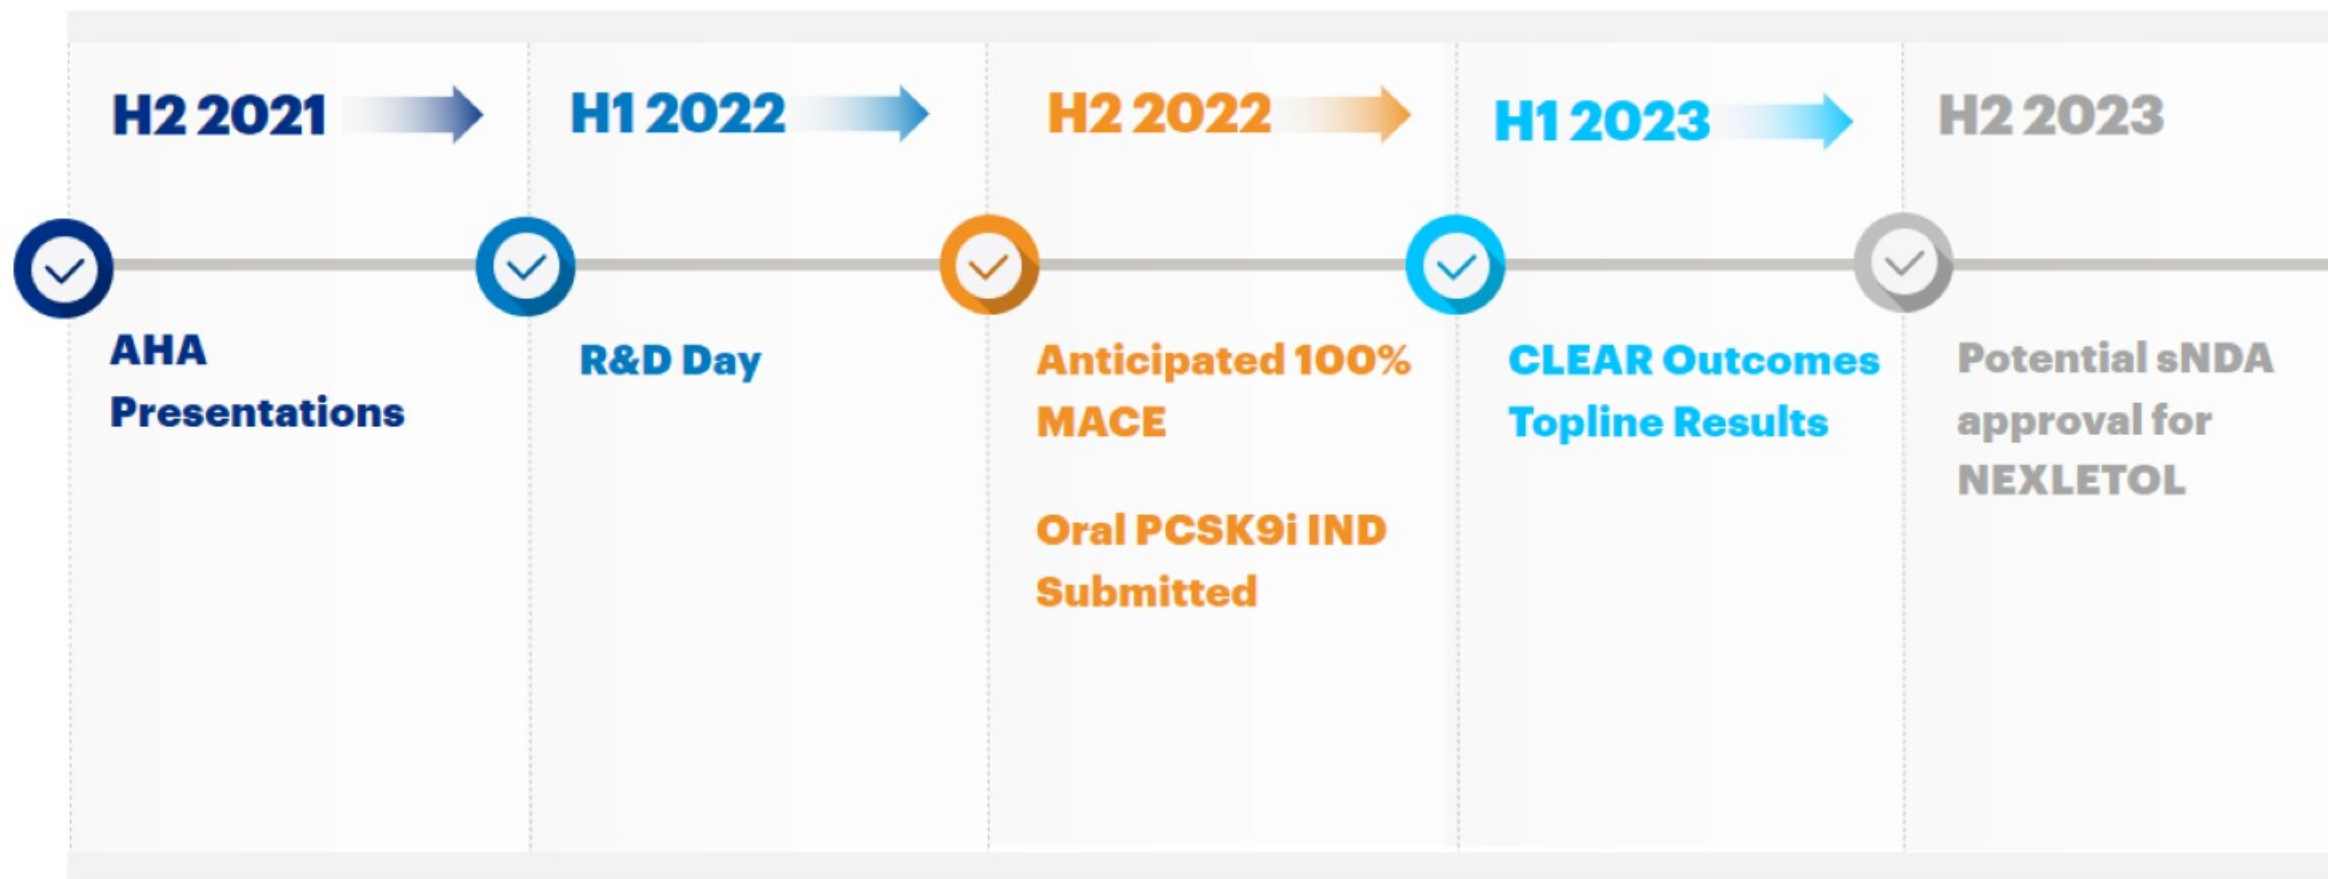 H2 2021
H1 2022
H2 2022
H1 2023
H2 2023
AHA
Presentations
R&D Day
Anticipated 100%
MACE
Oral PCSK9i IND
Submitted
CLEAR Outcomes
Topline Results
Potential sNDA
approval for
NEXLETOL